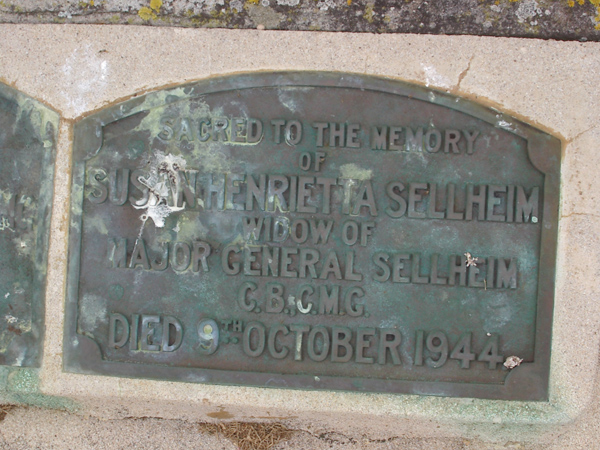 SACRED TO THE MEMORY
OF
SUSAN HENRIETTA SELLHEIM
WIDOW OF
MAJOR GENERAL SELLHEIM
C.B., C.M.G.
DIED 9TH OCTOBER 1944